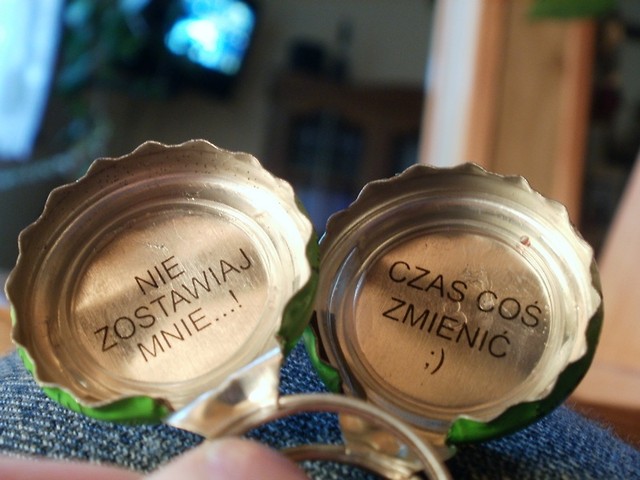 NIE
ZOSTAWIAJ
MNIE...!
CZAS COŚ
ZMIENIĆ
;)